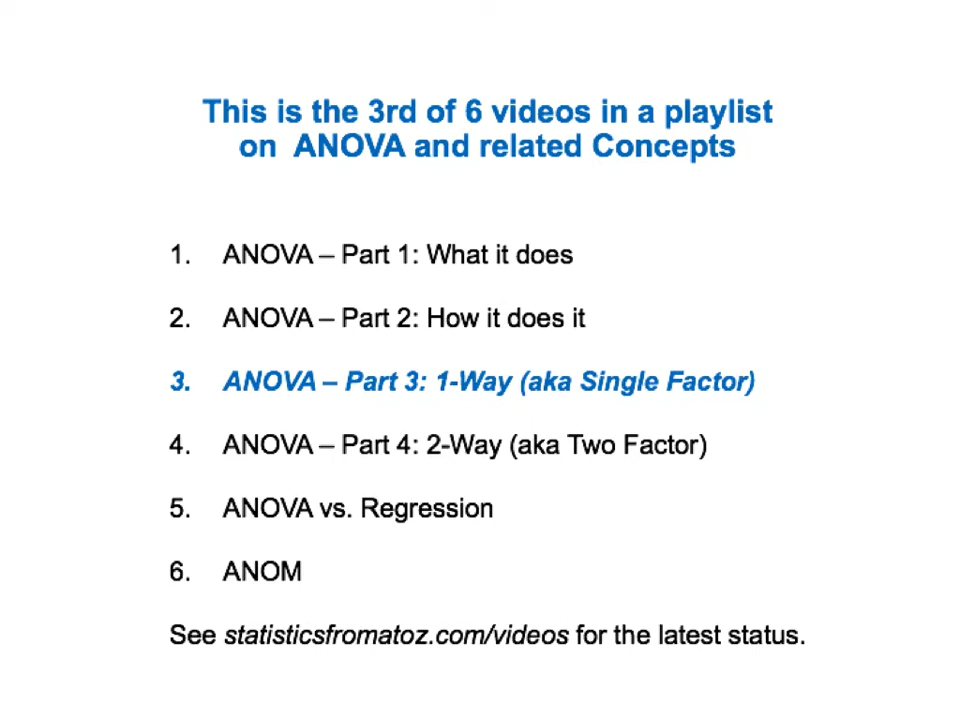 This is the 3rd of 6 videos in a playlist
on ANOVA and related Concepts
1. ANOVA – Part 1: What it does
2. ANOVA – Part 2: How it does it
3. ANOVA – Part 3: 1-Way (aka Single Factor)
4. ANOVA – Part 4: 2-Way (aka Two Factor)
5. ANOVA vs. Regression
6. ANOM
See statisticsfromatoz.com/videos for the latest status.